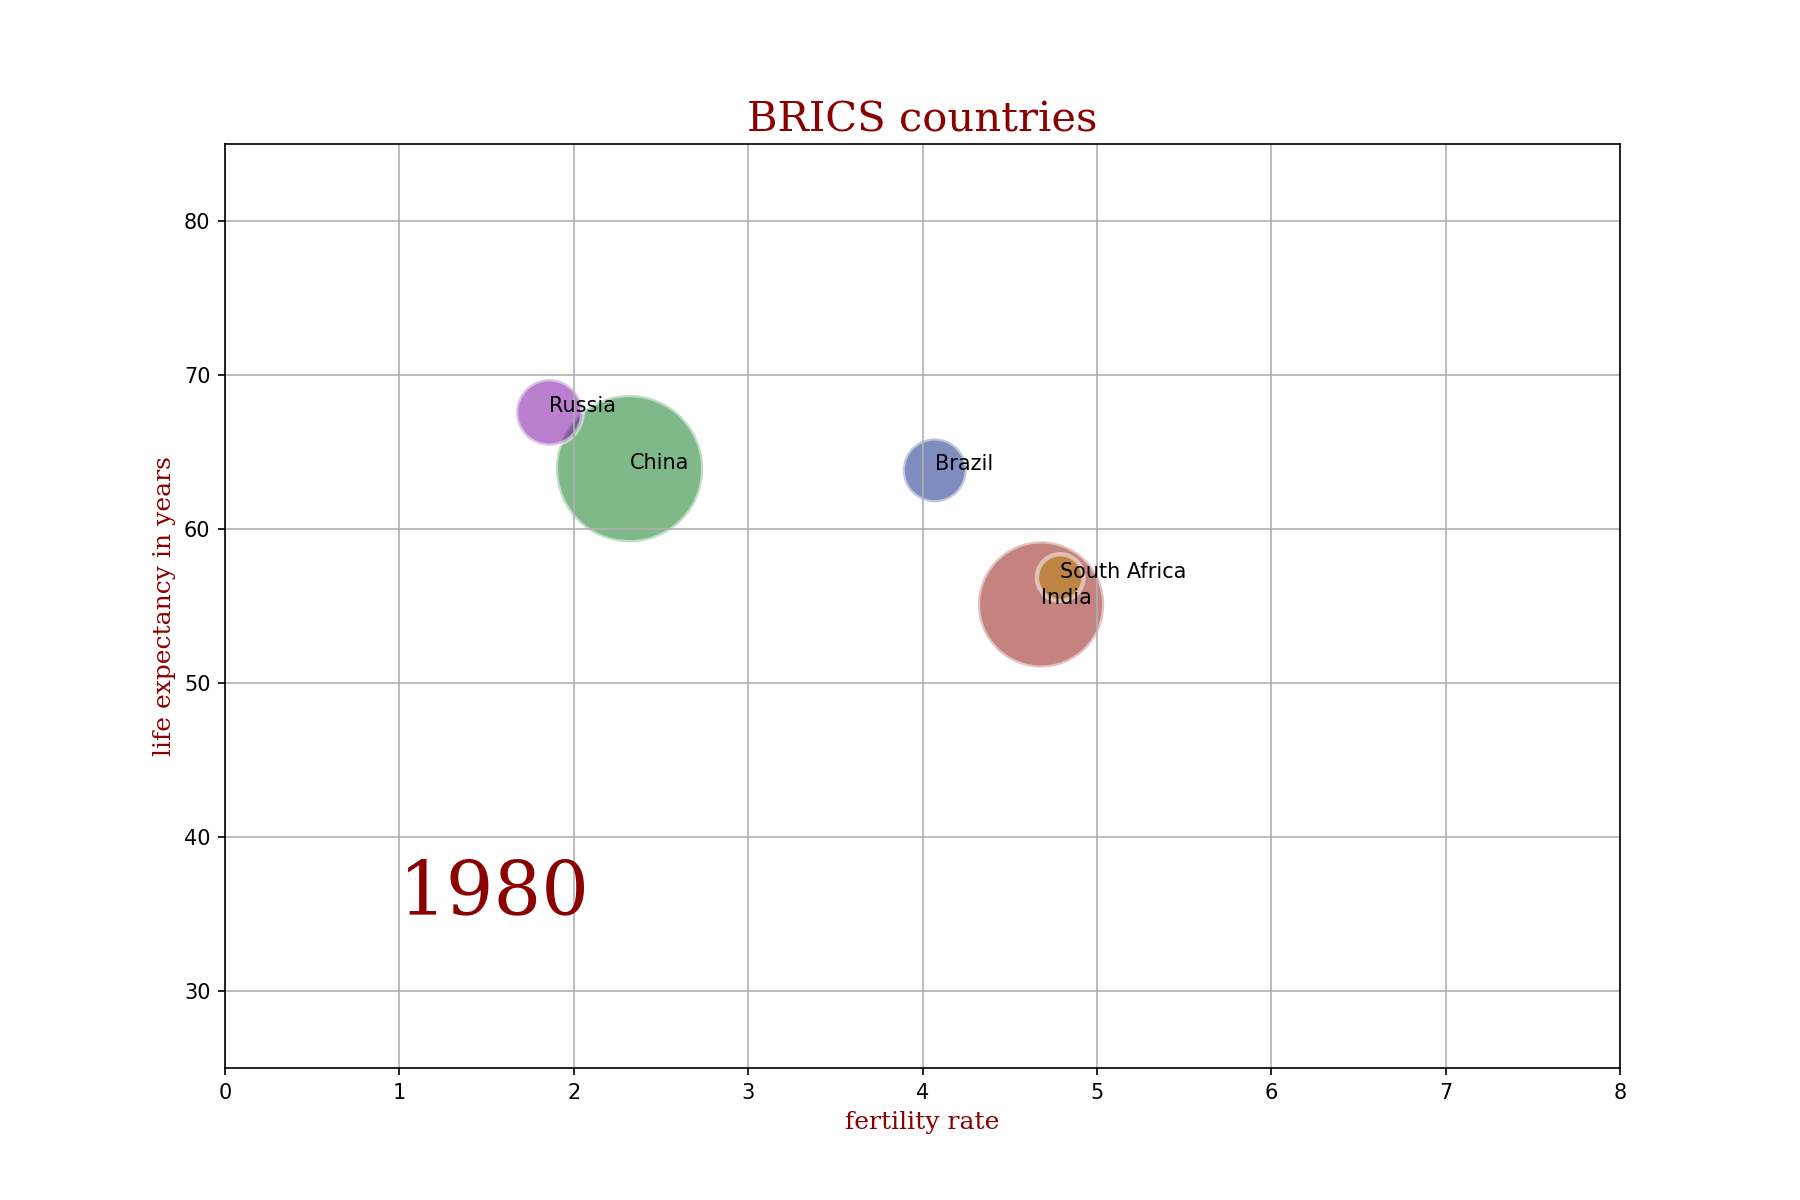 BRICS countries
80
70
60
50
40
30
life expectancy in years
Russia
China
Brazil
South Africa
India
1980
0 1 2 3 4 5 6 7 8
fertility rate